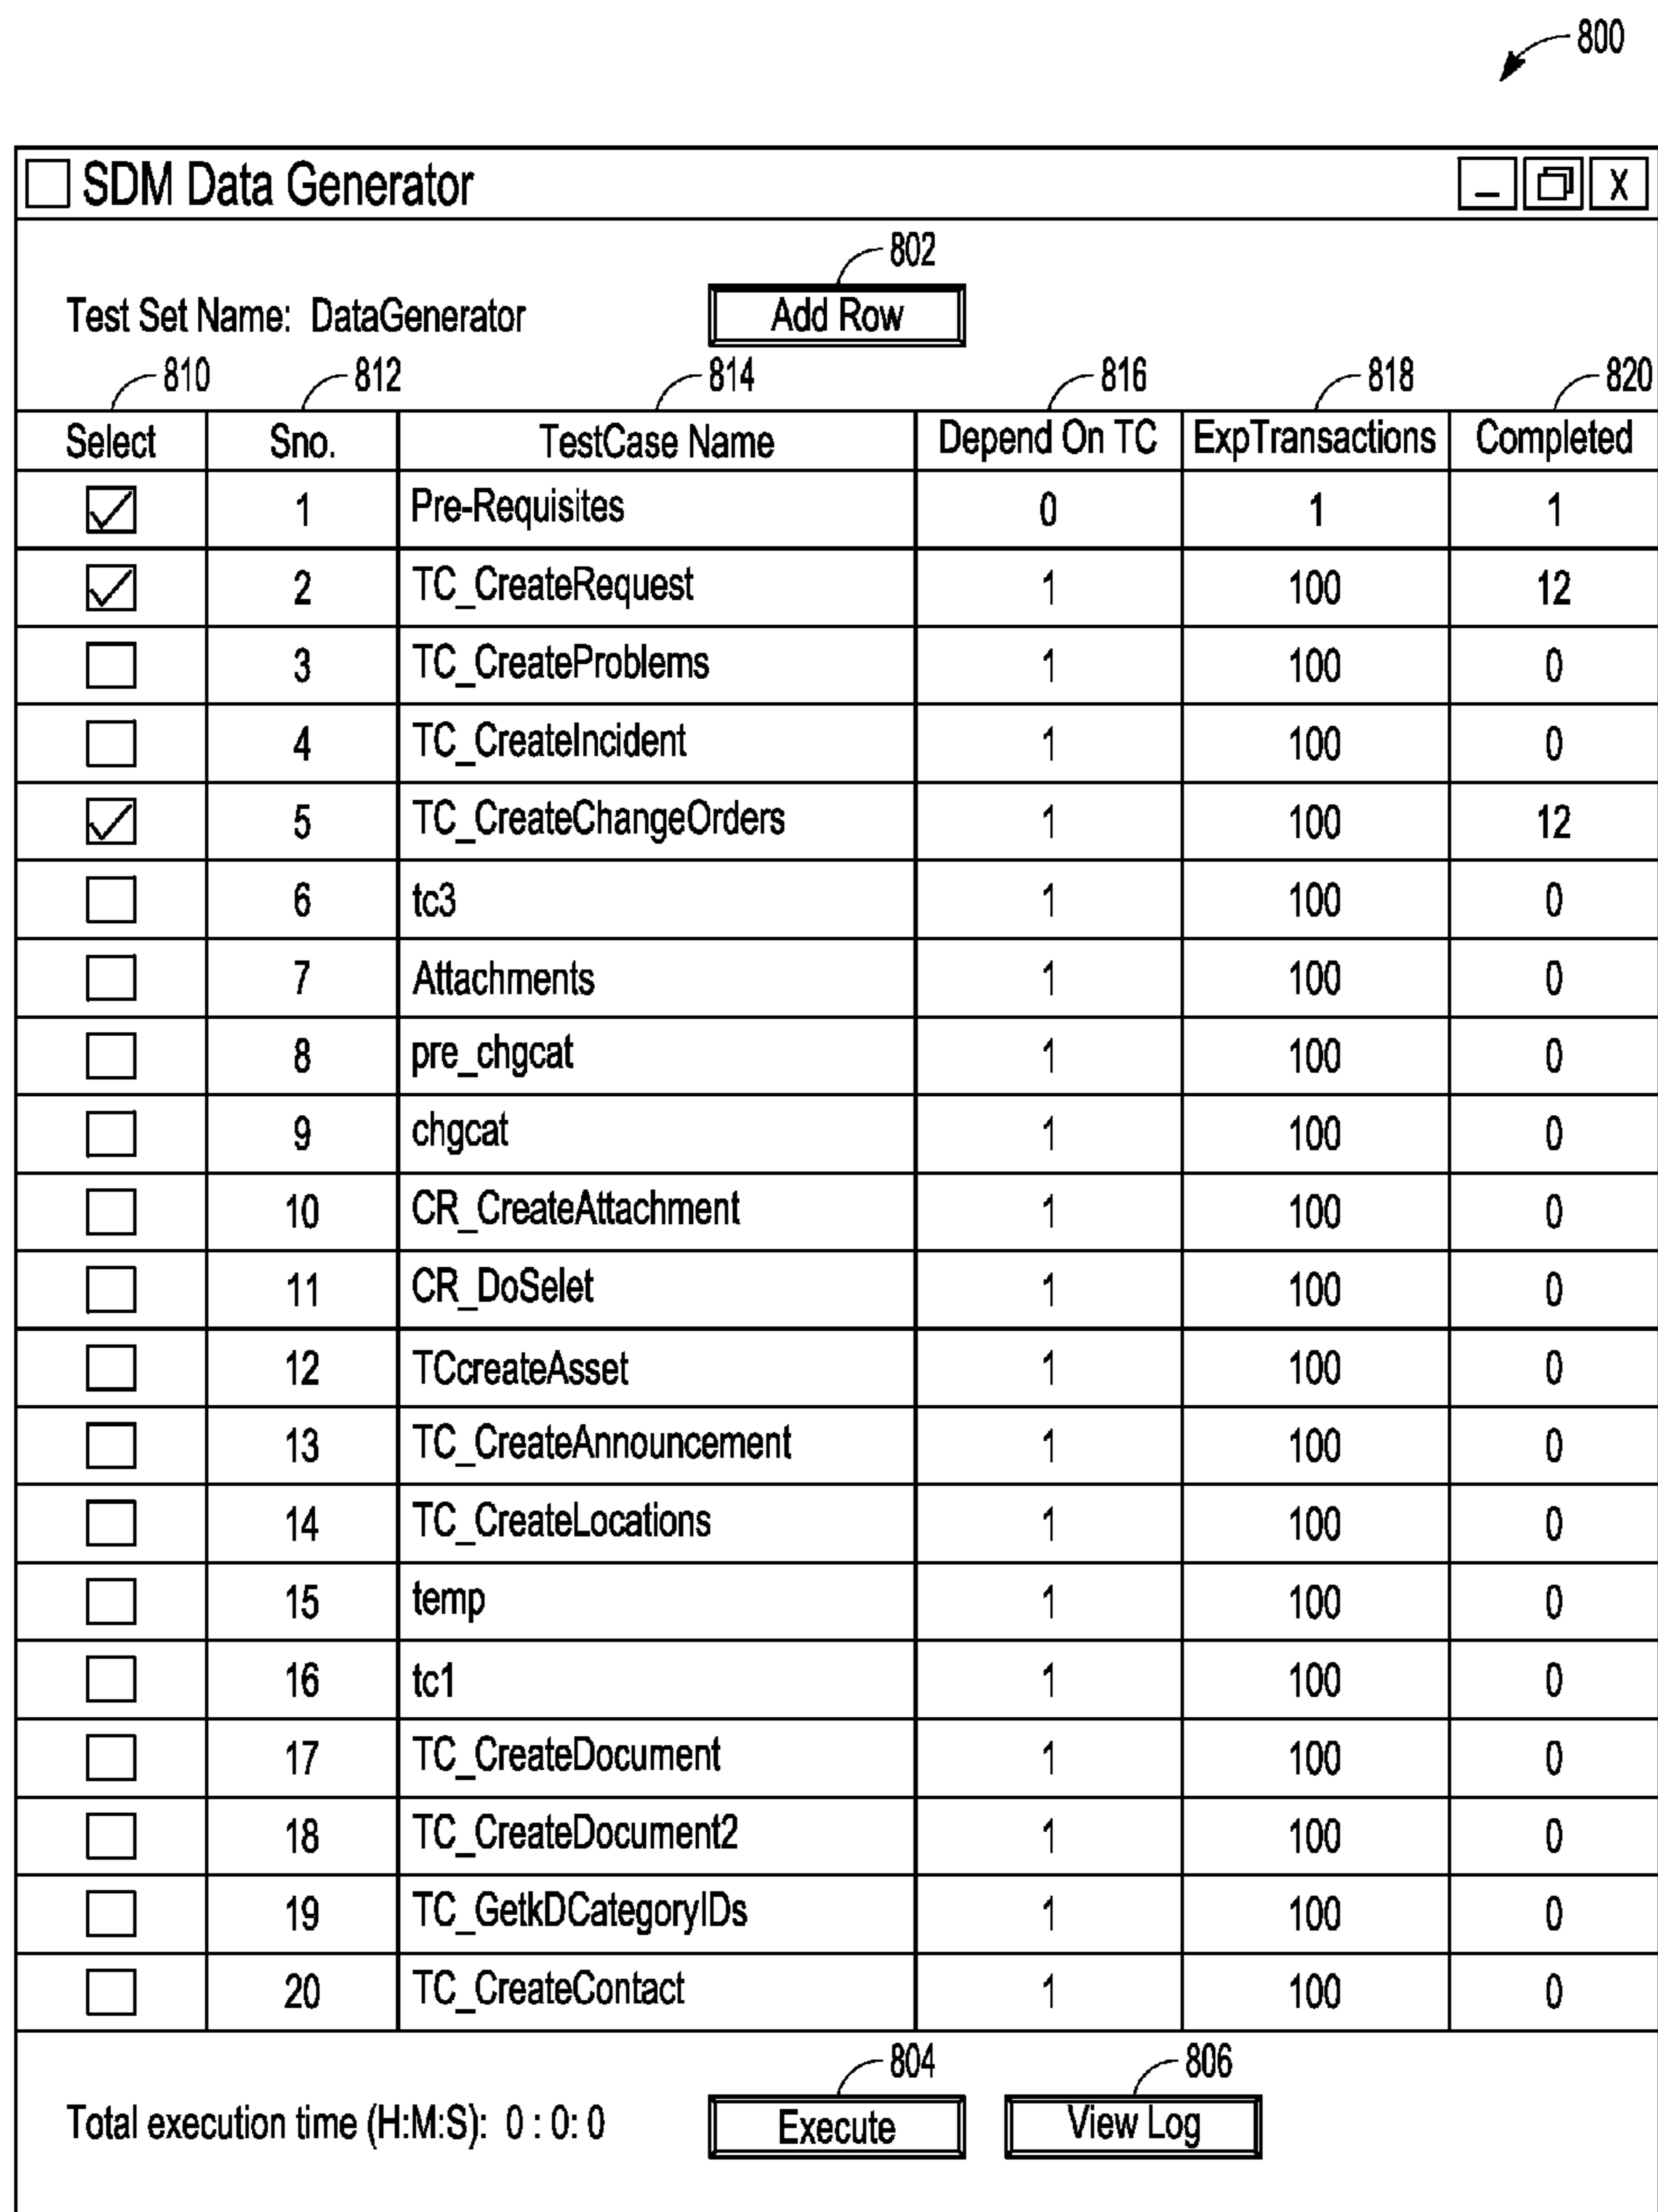 800
SDM Data Generator X
802
Test Set Name: DataGenerator Add Row
810 812 814 816 818 820
Select Sno. TestCase Name Depend On TC ExpTransactions Completed
1 Pre-Requisites 0 1 1
2 TC_CreateRequest 1 100 12
3 TC_CreateProblems 1 100 0
4 TC_CreateIncident 1 100 0
5 TC_CreateChangeOrders 1 100 12
6 tc3 1 100 0
7 Attachments 1 100 0
8 pre_chgcat 1 100 0
9 chgcat 1 100 0
10 CR_CreateAttachment 1 100 0
11 CR_DoSelet 1 100 0
12 TCcreateAsset 1 100 0
13 TC_CreateAnnouncement 1 100 0
14 TC_CreateLocations 1 100 0
15 temp 1 100 0
16 tc1 1 100 0
17 TC_CreateDocument 1 100 0
18 TC_CreateDocument2 1 100 0
19 TC_GetkDCategoryIDs 1 100 0
20 TC_CreateContact 1 100 0
804 806
Total execution time (H:M:S): 0 : 0: 0 Execute View Log